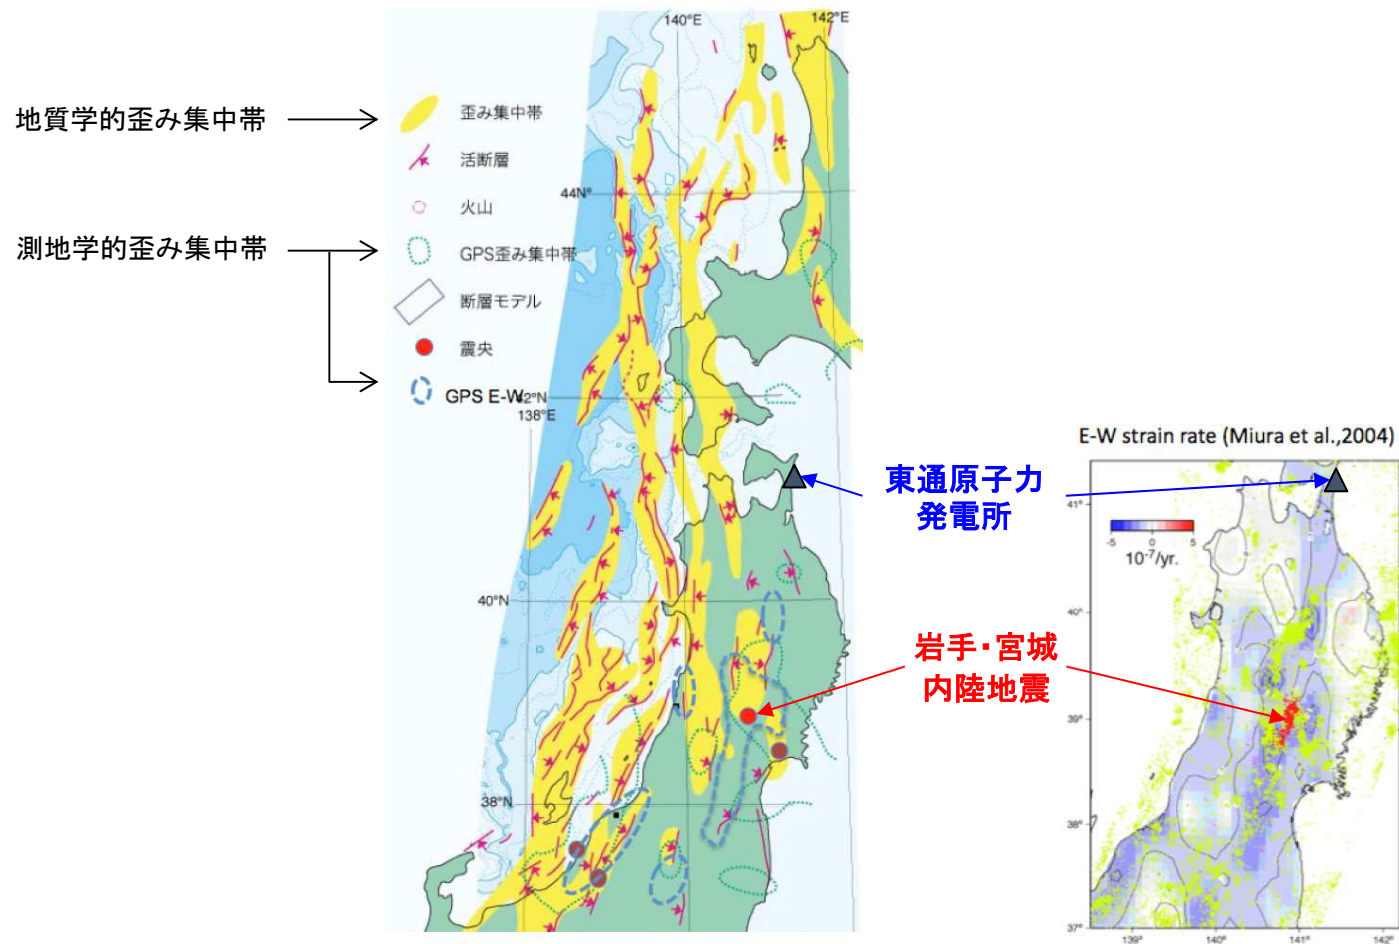 140°E
142°E
地質学的歪み集中帯
歪み集中帯
活断層
44N°
火山
測地学的歪み集中帯
GPS歪み集中帯
断層モデル
震央
GPS E-W
42°N
138°E
E-W strain rate (Miura et al.,2004)
東通原子力
発電所
41°
-5 0 5
10-7/yr.
40°N
40°
岩手・宮城
内陸地震
39°
38°N
38°
37°
139° 140° 141° 142°